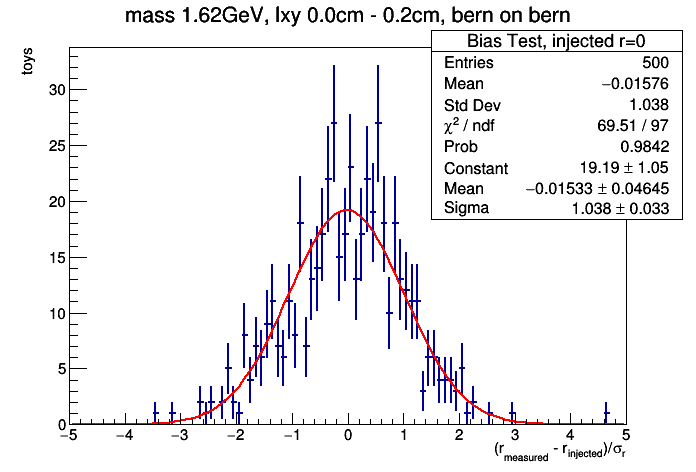 mass 1.62GeV, lxy 0.0cm - 0.2cm, bern on bern
toys
Bias Test, injected r=0
Entries 500
Mean −0.01576
Std Dev 1.038
χ² / ndf 69.51 / 97
Prob 0.9842
Constant 19.19 ± 1.05
Mean −0.01533 ± 0.04645
Sigma 1.038 ± 0.033
30
25
20
15
10
5
0
−5 −4 −3 −2 −1 0 1 2 3 4 5
(r_measured - r_injected)/σ_r